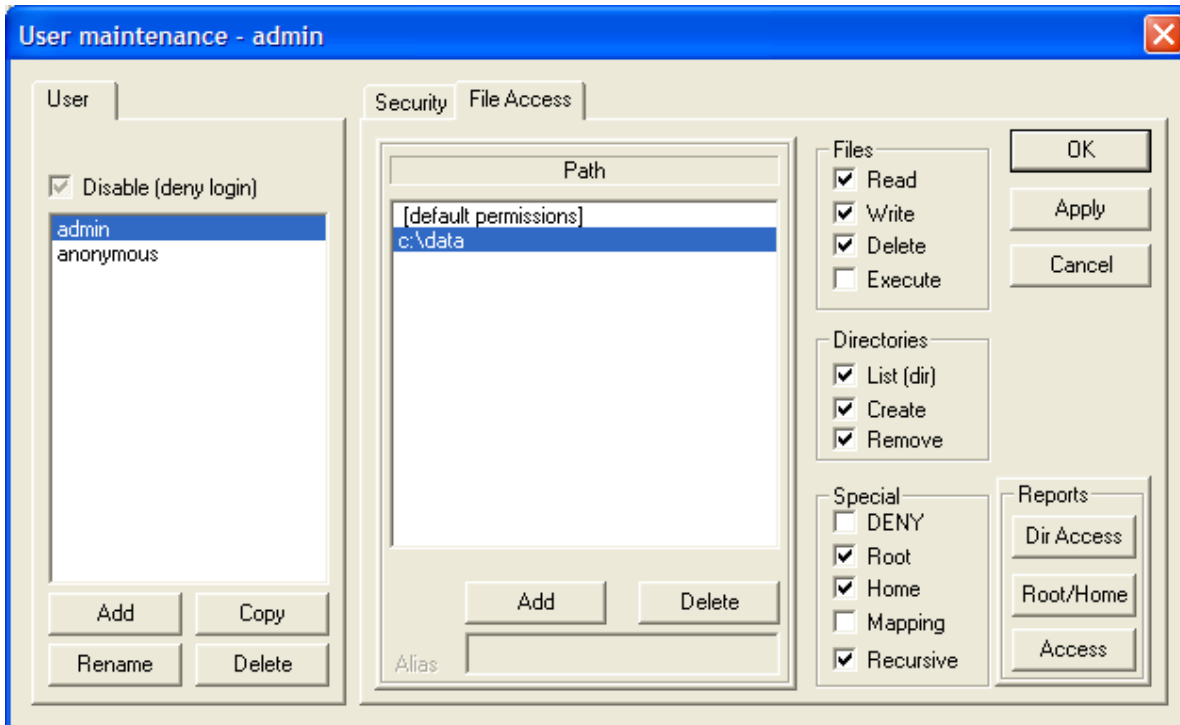 User maintenance - admin
User
Disable (deny login)
admin
anonymous
Add
Copy
Rename
Delete
Security
File Access
Path
[default permissions]
c:\data
Add
Delete
Alias
Files
Read
Write
Delete
Execute
Directories
List (dir)
Create
Remove
Special
DENY
Root
Home
Mapping
Recursive
OK
Apply
Cancel
Reports
Dir Access
Root/Home
Access